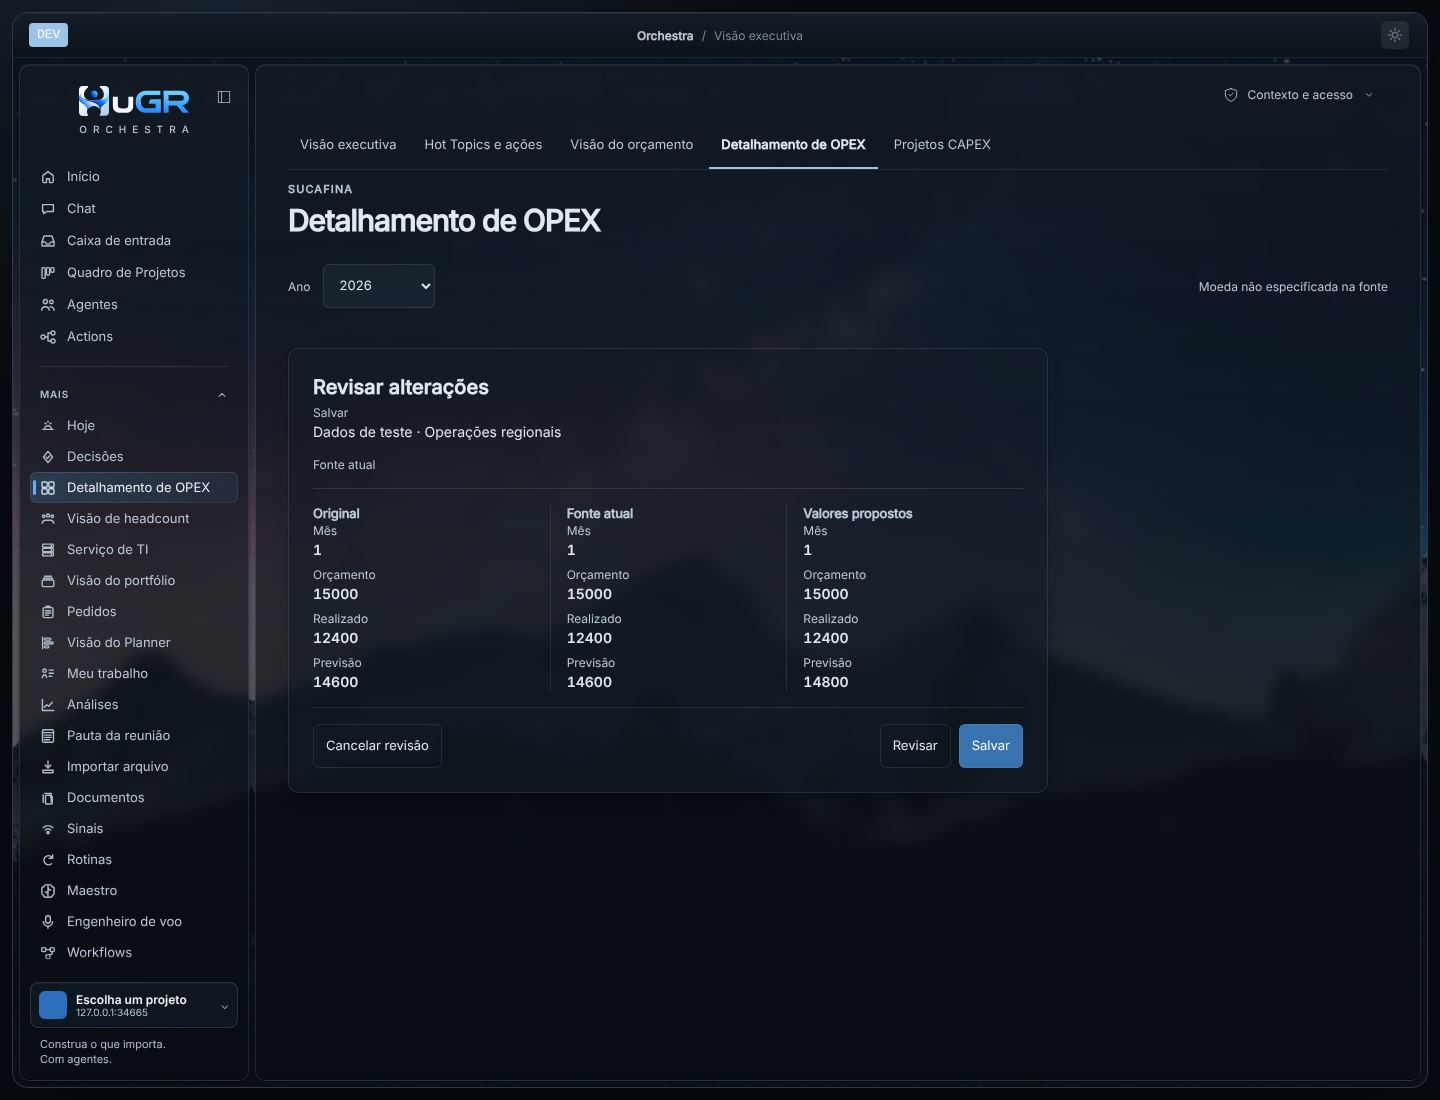 DEV
Orchestra / Visão executiva
HuGR
ORCHESTRA
Contexto e acesso
Início
Chat
Caixa de entrada
Quadro de Projetos
Agentes
Actions
MAIS
Hoje
Decisões
Detalhamento de OPEX
Visão de headcount
Serviço de TI
Visão do portfólio
Pedidos
Visão do Planner
Meu trabalho
Análises
Pauta da reunião
Importar arquivo
Documentos
Sinais
Rotinas
Maestro
Engenheiro de voo
Workflows
Escolha um projeto
127.0.0.1:34665
Construa o que importa.
Com agentes.
Visão executiva
Hot Topics e ações
Visão do orçamento
Detalhamento de OPEX
Projetos CAPEX
SUCAFINA
Detalhamento de OPEX
Ano
2026
Moeda não especificada na fonte
Revisar alterações
Salvar
Dados de teste · Operações regionais
Fonte atual
Original
Mês
1
Orçamento
15000
Realizado
12400
Previsão
14600
Fonte atual
Mês
1
Orçamento
15000
Realizado
12400
Previsão
14600
Valores propostos
Mês
1
Orçamento
15000
Realizado
12400
Previsão
14800
Cancelar revisão
Revisar
Salvar